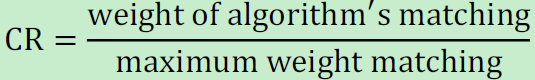 CR = weight of algorithm′s matching
maximum weight matching